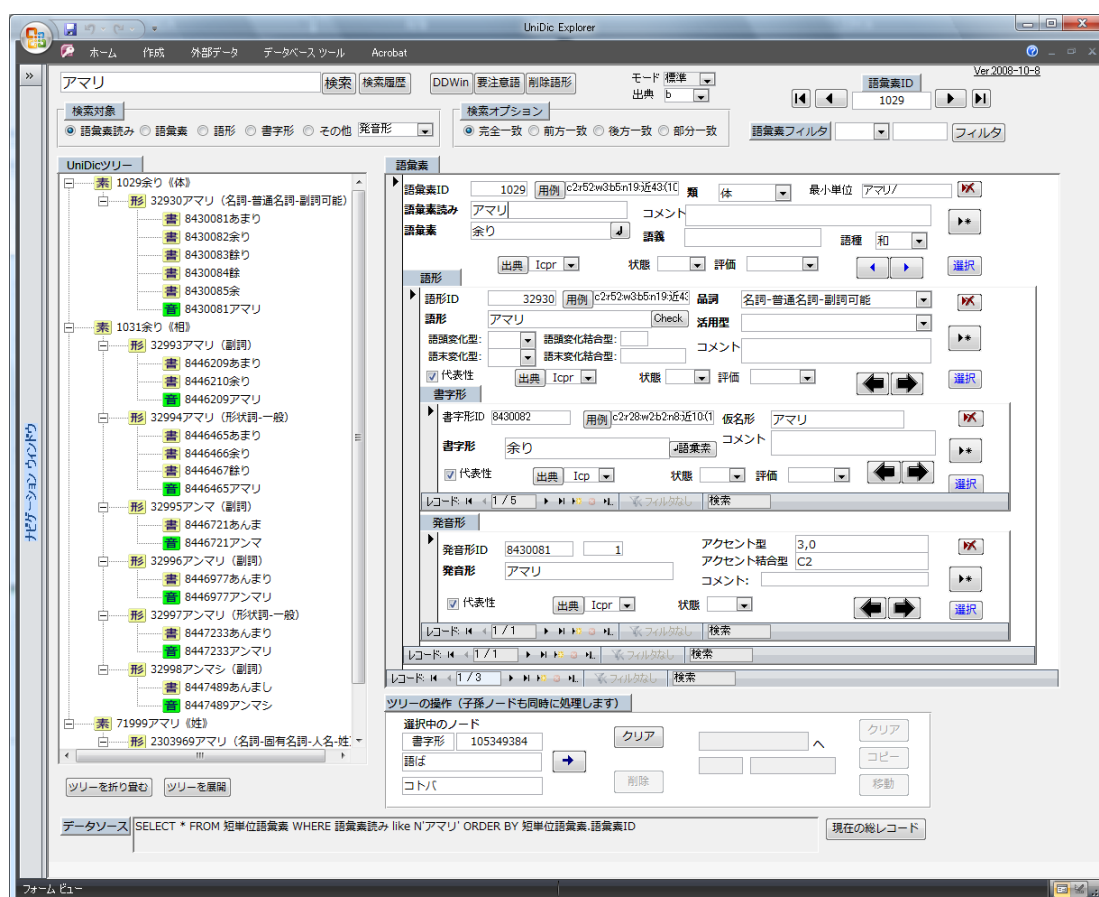 UniDic Explorer
ホーム 作成 外部データ データベース ツール Acrobat
Ver.2008-10-8
アマリ 検索 検索履歴 DDWin 要注意語 削除語形 モード 標準 語彙素ID
出典 b 1029
検索対象 検索オプション
語彙素読み 語彙素 語形 書字形 その他 発音形 完全一致 前方一致 後方一致 部分一致 語彙素フィルタ フィルタ
UniDicツリー
素 1029余り《体》
形 32930アマリ（名詞-普通名詞-副詞可能）
書 8430081あまり
書 8430082余り
書 8430083餘り
書 8430084餘
書 8430085余
音 8430081アマリ
素 1031余り《相》
形 32993アマリ（副詞）
書 8446209あまり
書 8446210余り
音 8446209アマリ
形 32994アマリ（形状詞-一般）
書 8446465あまり
書 8446466余り
書 8446467餘り
音 8446465アマリ
形 32995アンマ（副詞）
書 8446721あんま
音 8446721アンマ
形 32996アンマリ（副詞）
書 8446977あんまり
音 8446977アンマリ
形 32997アンマリ（形状詞-一般）
書 8447233あんまり
音 8447233アンマリ
形 32998アンマシ（副詞）
書 8447489あんまし
音 8447489アンマシ
素 71999アマリ《姓》
形 2303969アマリ（名詞-固有名詞-人名-姓
ツリーを折り畳む ツリーを展開
語彙素
語彙素ID 1029 用例 c2r52w3b5n19:近43(10 類 体 最小単位 アマリ/
語彙素読み アマリ コメント
語彙素 余り 語義 語種 和
出典 Icpr 状態 評価 選択
語形
語形ID 32930 用例 c2r52w3b5n19:近43 品詞 名詞-普通名詞-副詞可能
語形 アマリ Check 活用型
語頭変化型: 語頭変化結合型:
語末変化型: 語末変化結合型: コメント
代表性 出典 Icpr 状態 評価 選択
書字形
書字形ID 8430082 用例 c2r28w2b2n8:近10(1 仮名形 アマリ
書字形 余り 語彙素 コメント
代表性 出典 Icp 状態 評価 選択
レコード: 1 / 5 フィルタなし 検索
発音形
発音形ID 8430081 1 アクセント型 3,0
アクセント結合型 C2
発音形 アマリ コメント:
代表性 出典 Icpr 状態 選択
レコード: 1 / 1 フィルタなし 検索
レコード: 1 / 1 フィルタなし 検索
レコード: 1 / 3 フィルタなし 検索
ツリーの操作（子孫ノードも同時に処理します）
選択中のノード
書字形 105349384 クリア へ クリア
語ば コピー
コトバ 削除 移動
データソース SELECT * FROM 短単位語彙素 WHERE 語彙素読み like N'アマリ' ORDER BY 短単位語彙素.語彙素ID 現在の総レコード
ナビゲーション ウィンドウ
フォーム ビュー